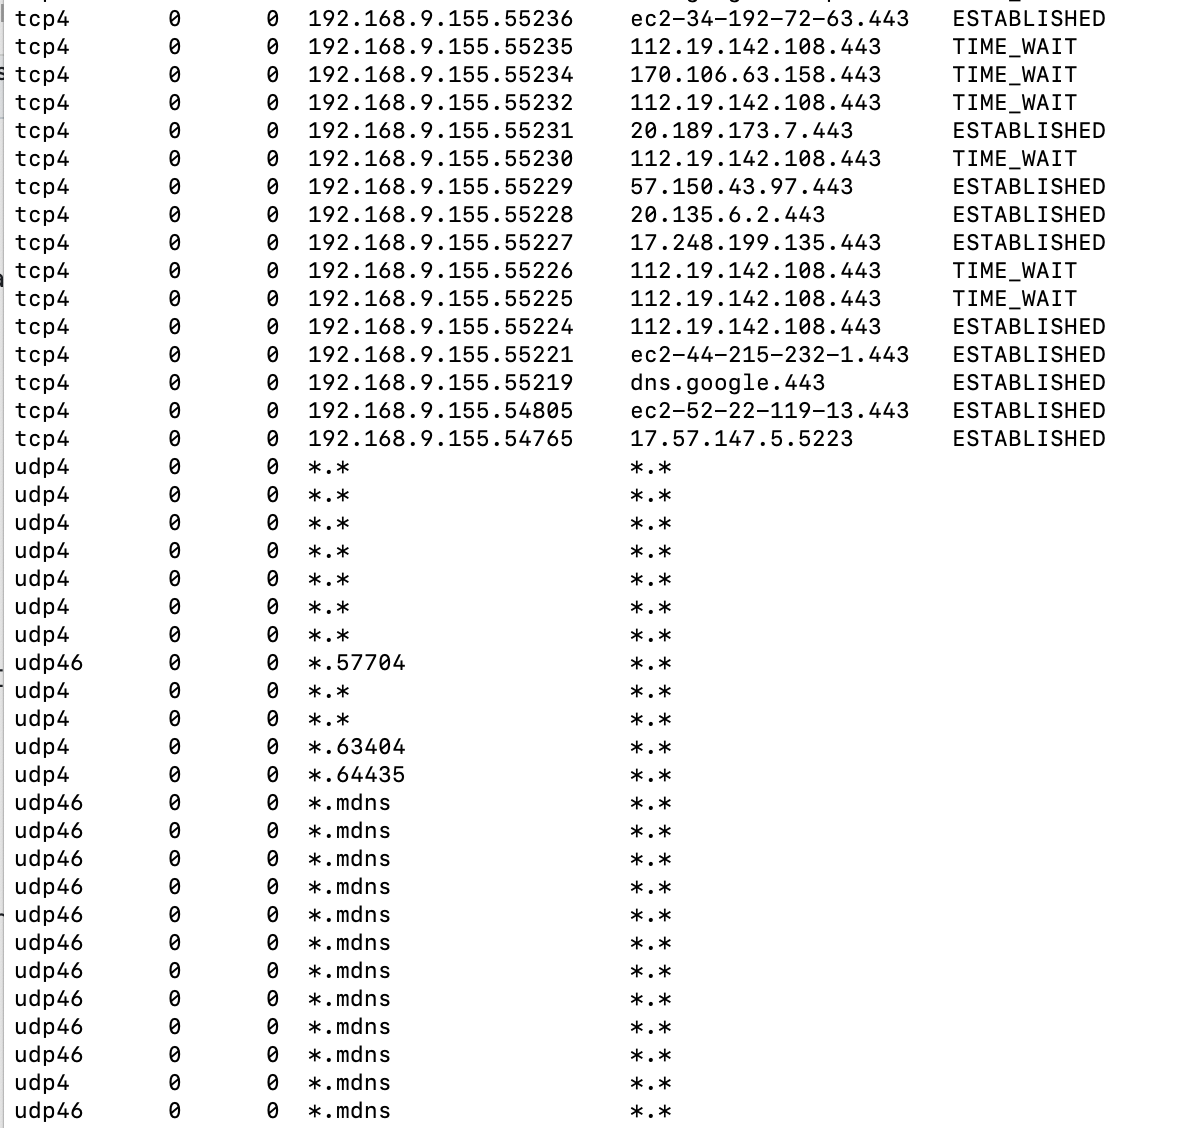 tcp4 0 0 192.168.9.155.55236 ec2-34-192-72-63.443 ESTABLISHED
tcp4 0 0 192.168.9.155.55235 112.19.142.108.443 TIME_WAIT
tcp4 0 0 192.168.9.155.55234 170.106.63.158.443 TIME_WAIT
tcp4 0 0 192.168.9.155.55232 112.19.142.108.443 TIME_WAIT
tcp4 0 0 192.168.9.155.55231 20.189.173.7.443 ESTABLISHED
tcp4 0 0 192.168.9.155.55230 112.19.142.108.443 TIME_WAIT
tcp4 0 0 192.168.9.155.55229 57.150.43.97.443 ESTABLISHED
tcp4 0 0 192.168.9.155.55228 20.135.6.2.443 ESTABLISHED
tcp4 0 0 192.168.9.155.55227 17.248.199.135.443 ESTABLISHED
tcp4 0 0 192.168.9.155.55226 112.19.142.108.443 TIME_WAIT
tcp4 0 0 192.168.9.155.55225 112.19.142.108.443 TIME_WAIT
tcp4 0 0 192.168.9.155.55224 112.19.142.108.443 ESTABLISHED
tcp4 0 0 192.168.9.155.55221 ec2-44-215-232-1.443 ESTABLISHED
tcp4 0 0 192.168.9.155.55219 dns.google.443 ESTABLISHED
tcp4 0 0 192.168.9.155.54805 ec2-52-22-119-13.443 ESTABLISHED
tcp4 0 0 192.168.9.155.54765 17.57.147.5.5223 ESTABLISHED
udp4 0 0 *.* *.*
udp4 0 0 *.* *.*
udp4 0 0 *.* *.*
udp4 0 0 *.* *.*
udp4 0 0 *.* *.*
udp4 0 0 *.* *.*
udp4 0 0 *.* *.*
udp46 0 0 *.57704 *.*
udp4 0 0 *.* *.*
udp4 0 0 *.* *.*
udp4 0 0 *.63404 *.*
udp4 0 0 *.64435 *.*
udp46 0 0 *.mdns *.*
udp46 0 0 *.mdns *.*
udp46 0 0 *.mdns *.*
udp46 0 0 *.mdns *.*
udp46 0 0 *.mdns *.*
udp46 0 0 *.mdns *.*
udp46 0 0 *.mdns *.*
udp46 0 0 *.mdns *.*
udp46 0 0 *.mdns *.*
udp46 0 0 *.mdns *.*
udp4 0 0 *.mdns *.*
udp46 0 0 *.mdns *.*